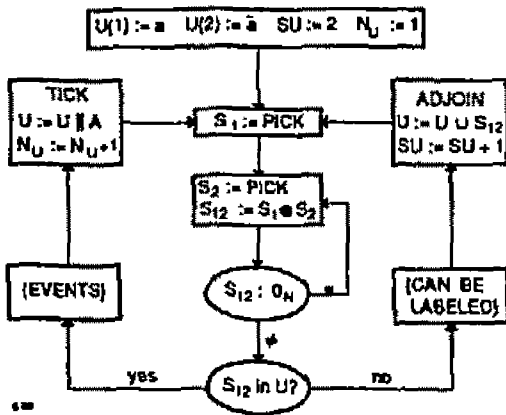 U(1) := a U(2) := ā SU := 2 N_U := 1
TICK
U := U || A
N_U := N_U+1
S_1 := PICK
ADJOIN
U := U ∪ S_12
SU := SU + 1
S_2 := PICK
S_12 := S_1 ⊕ S_2
{EVENTS}
S_12 : 0_N
=
{CAN BE
LABELED}
≠
yes
S_12 in U?
no